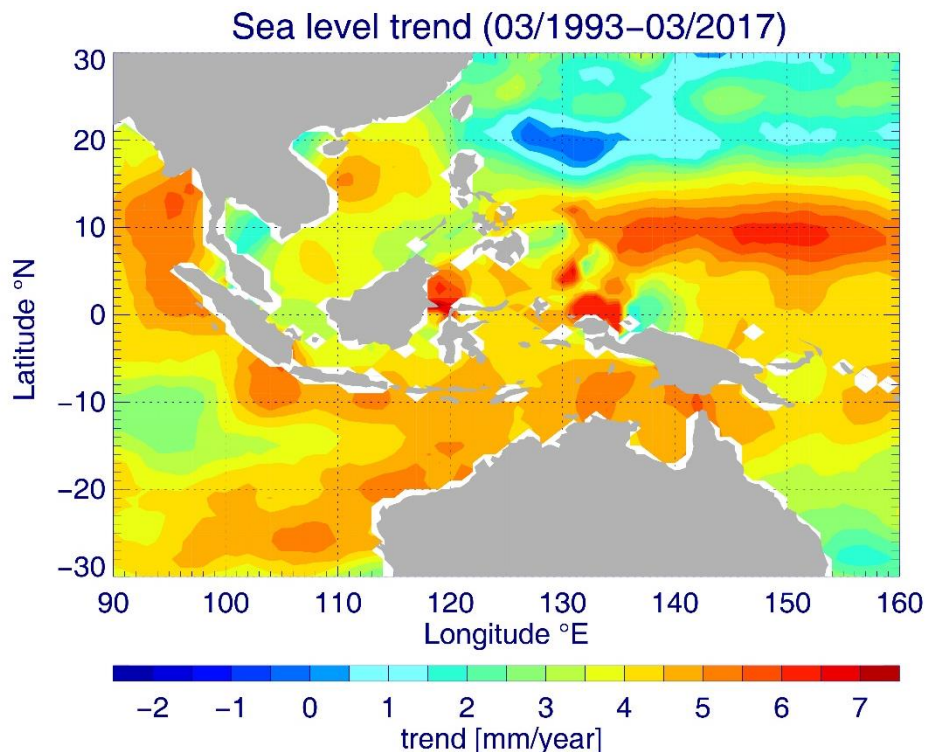 Sea level trend (03/1993−03/2017)
30
20
10
0
−10
−20
−30
Latitude °N
90 100 110 120 130 140 150 160
Longitude °E
−2 −1 0 1 2 3 4 5 6 7
trend [mm/year]